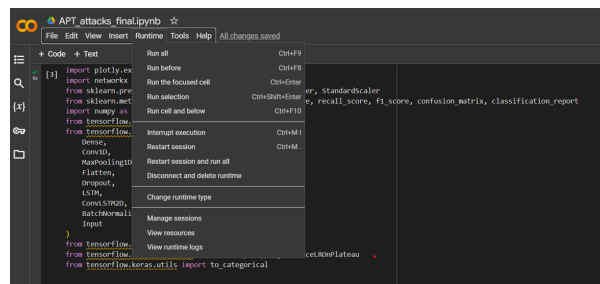 CO APT_attacks_final.ipynb ☆
File Edit View Insert Runtime Tools Help All changes saved
+ Code + Text
Run all Ctrl+F9
Run before Ctrl+F8
Run the focused cell Ctrl+Enter
Run selection Ctrl+Shift+Enter
Run cell and below Ctrl+F10
Interrupt execution Ctrl+M I
Restart session Ctrl+M .
Restart session and run all
Disconnect and delete runtime
Change runtime type
Manage sessions
View resources
View runtime logs
{x}
9s
[3] import plotly.ex
import networkx
from sklearn.pre er, StandardScaler
from sklearn.met e, recall_score, f1_score, confusion_matrix, classification_report
import numpy as
from tensorflow.
from tensorflow.
Dense,
Conv1D,
MaxPooling1D
Flatten,
Dropout,
LSTM,
ConvLSTM2D,
BatchNormali
Input
)
from tensorflow. ceLROnPlateau
from tensorflow.keras.utils import to_categorical